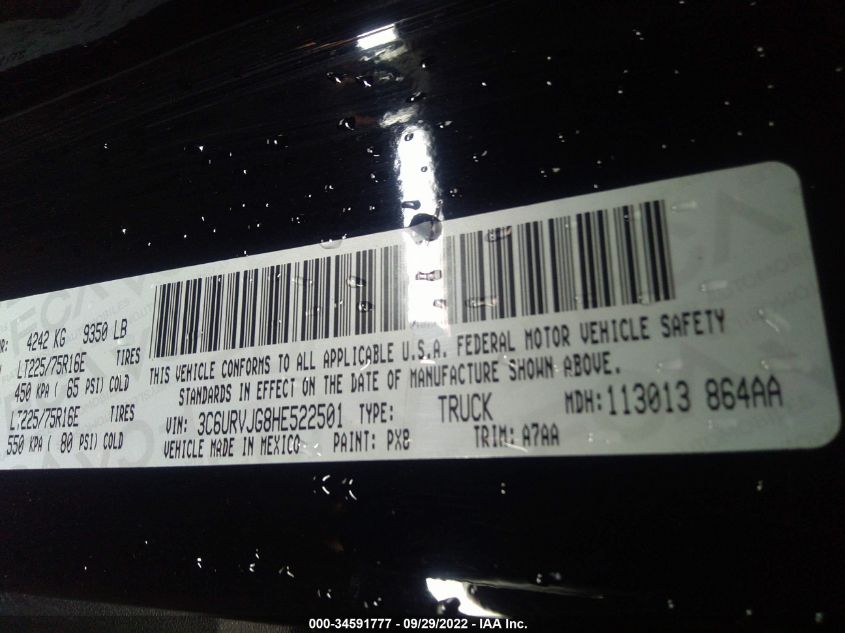 OR: 4242 KG 9350 LB
LT225/75R16E TIRES
450 KPA ( 65 PSI) COLD
LT225/75R16E TIRES
550 KPA ( 80 PSI) COLD
THIS VEHICLE CONFORMS TO ALL APPLICABLE U.S.A. FEDERAL MOTOR VEHICLE SAFETY
STANDARDS IN EFFECT ON THE DATE OF MANUFACTURE SHOWN ABOVE.
VIN: 3C6URVJG8HE522501 TYPE: TRUCK MDH: 113013 864AA
VEHICLE MADE IN MEXICO PAINT: PX8 TRIM: A7AA
000-34591777 - 09/29/2022 - IAA Inc.